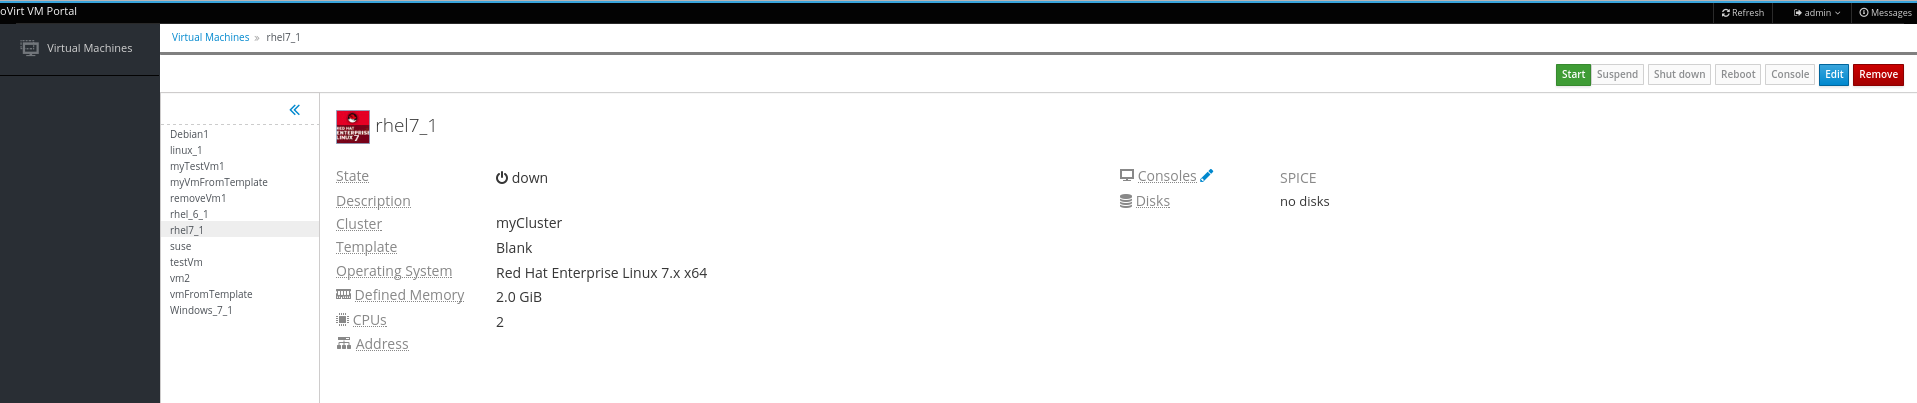 oVirt VM Portal
Refresh admin Messages
Virtual Machines
Virtual Machines » rhel7_1
Start Suspend Shut down Reboot Console Edit Remove
Debian1
linux_1
myTestVm1
myVmFromTemplate
removeVm1
rhel_6_1
rhel7_1
suse
testVm
vm2
vmFromTemplate
Windows_7_1
RED HAT
ENTERPRISE
LINUX 7
rhel7_1
State down
Description
Cluster myCluster
Template Blank
Operating System Red Hat Enterprise Linux 7.x x64
Defined Memory 2.0 GiB
CPUs 2
Address
Consoles SPICE
Disks no disks